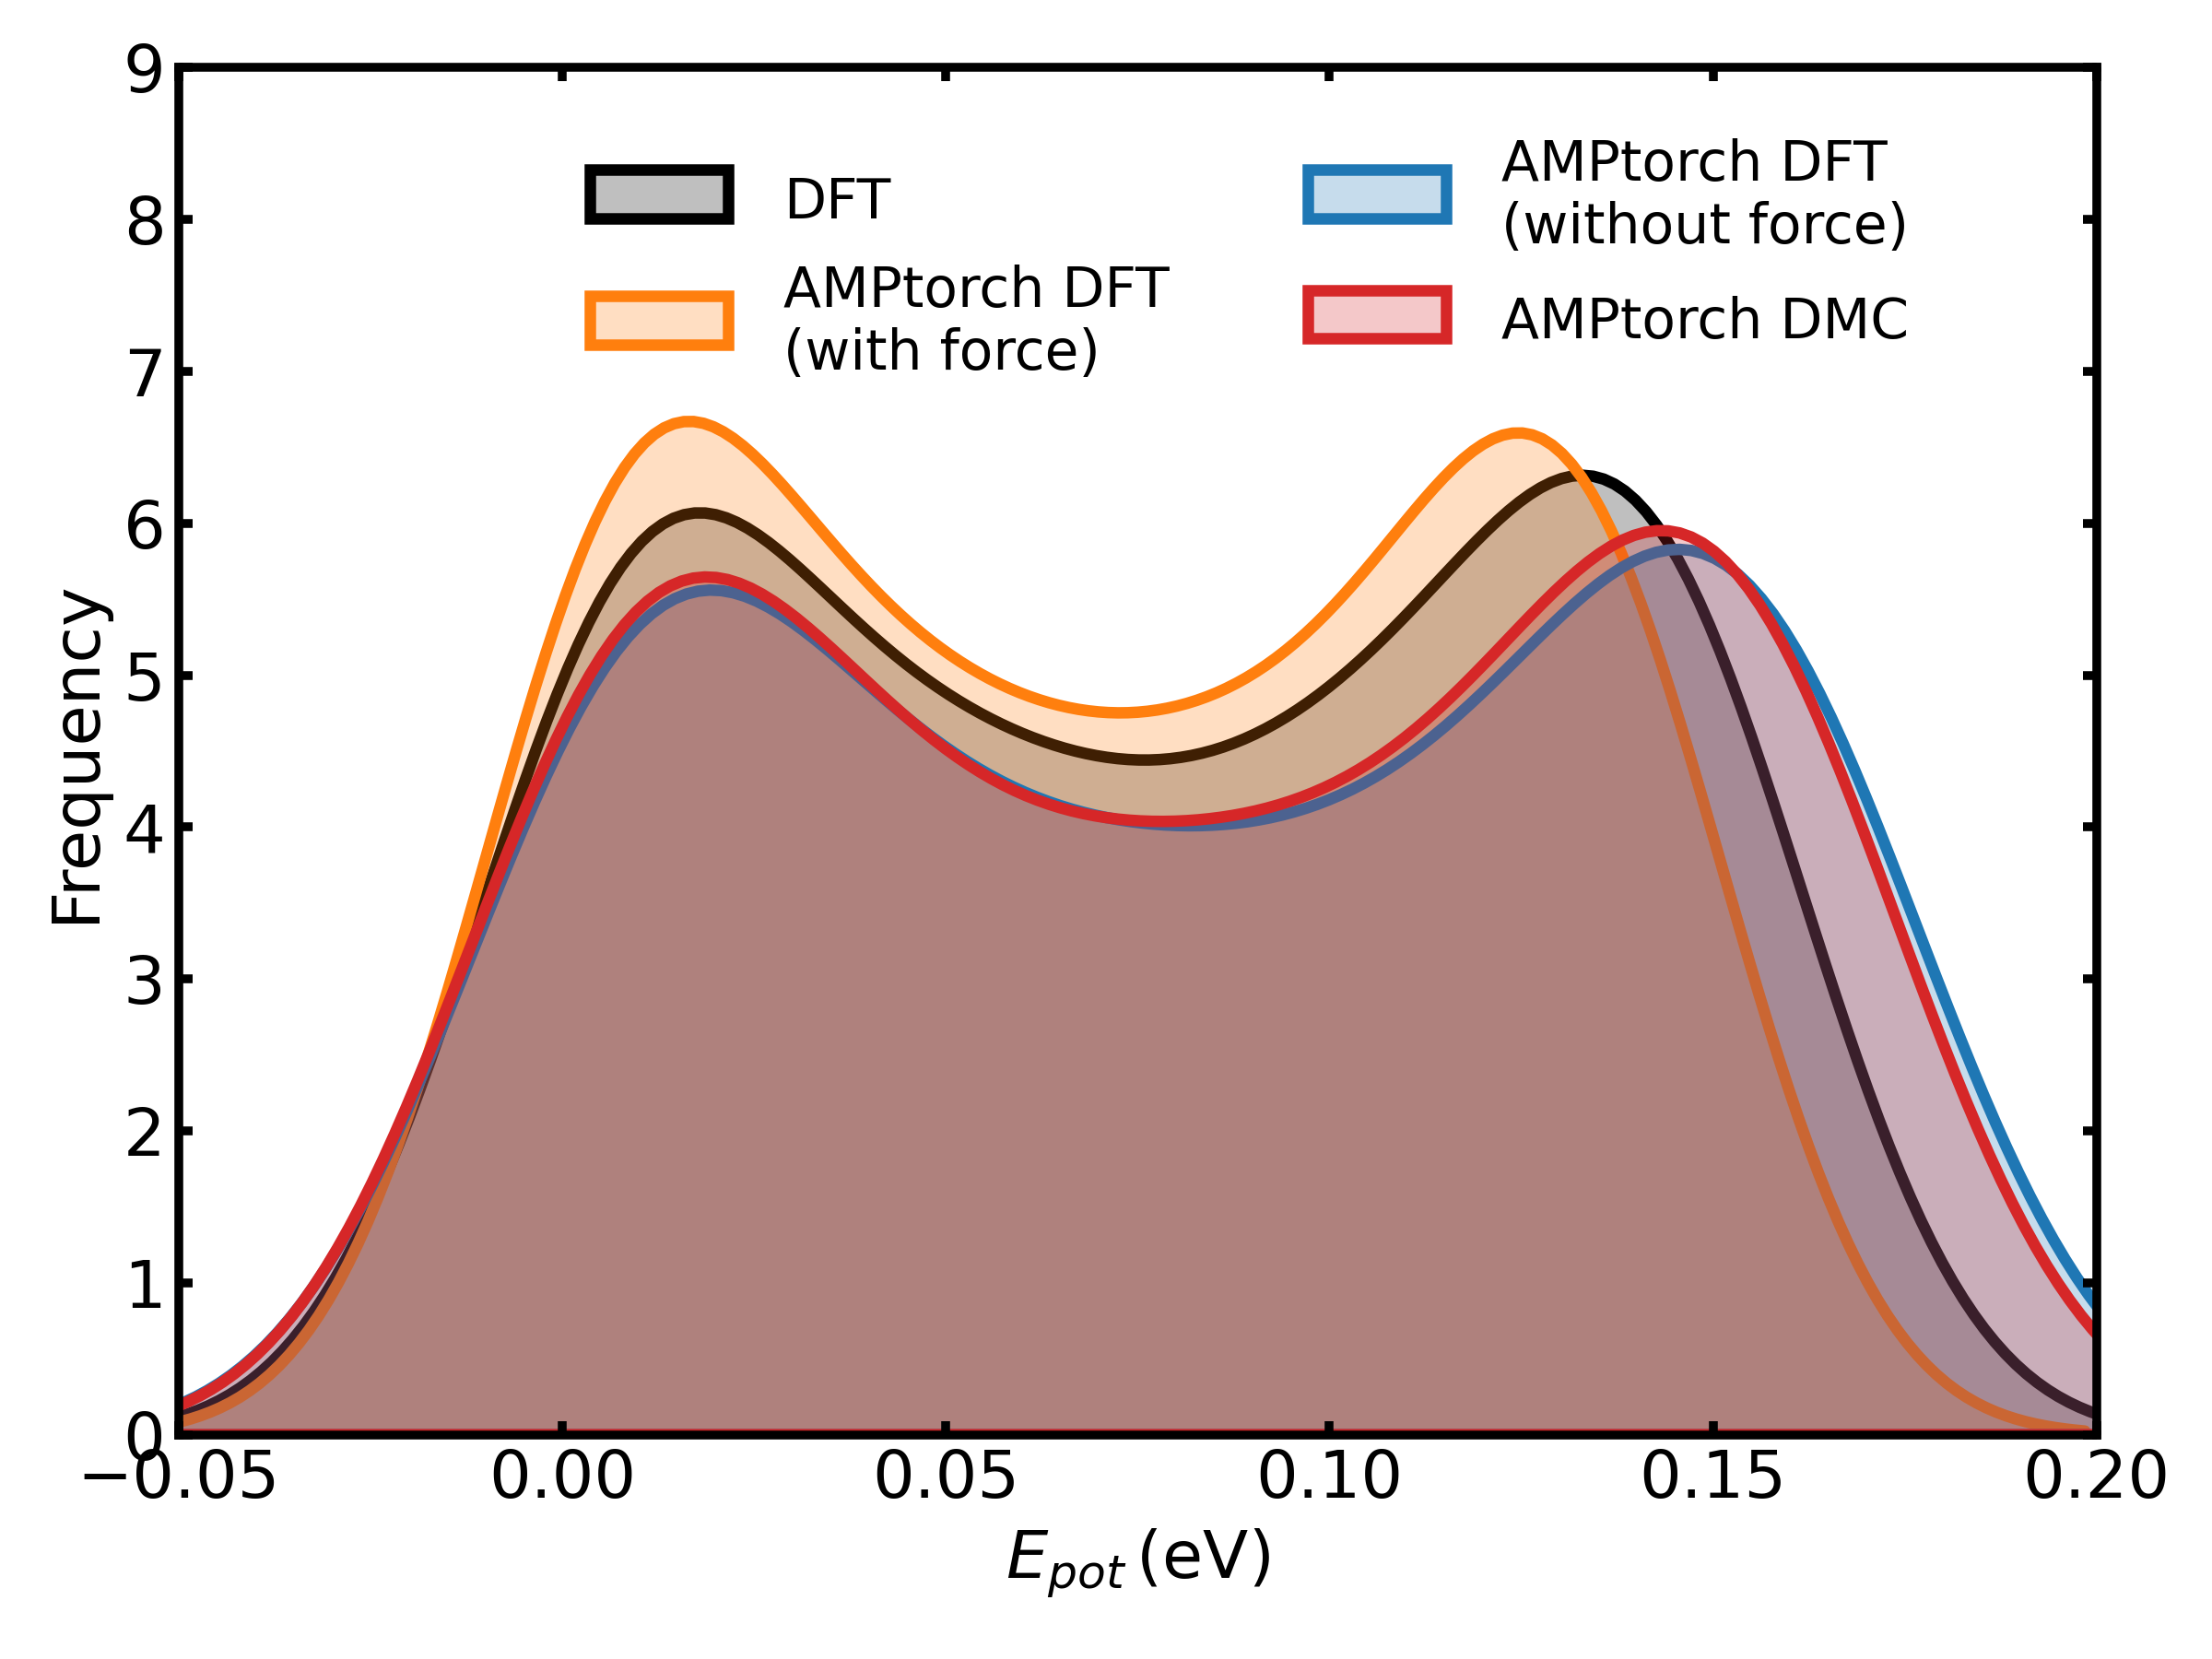 9
8
7
6
5
4
3
2
1
0
Frequency
DFT
AMPtorch DFT
(with force)
AMPtorch DFT
(without force)
AMPtorch DMC
−0.05
0.00
0.05
0.10
0.15
0.20
E_pot (eV)